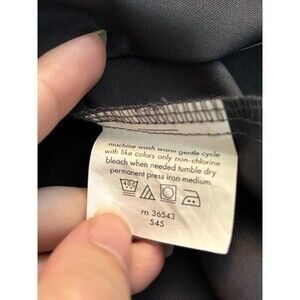 machine wash warm gentle cycle
with like colors only non-chlorine
bleach when needed tumble dry
permanent press iron medium
rn 36543
545